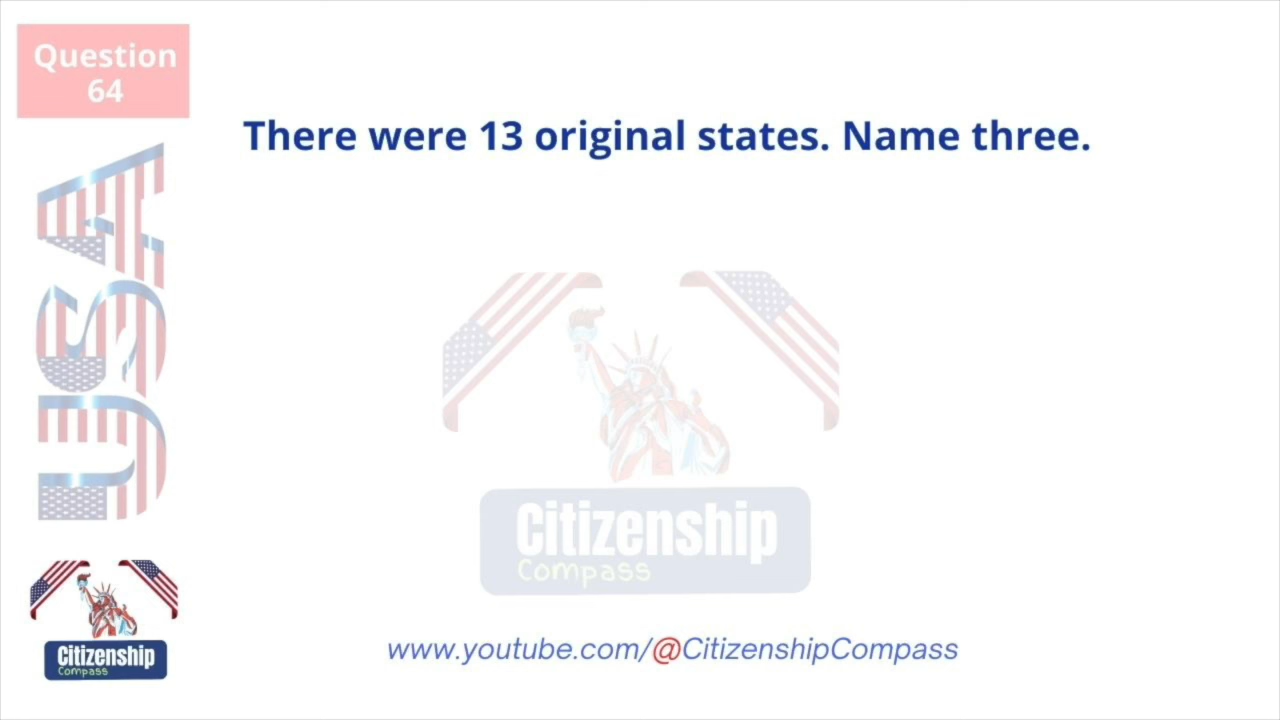 Question
64
There were 13 original states. Name three.
USA
Citizenship
Compass
Citizenship
Compass
www.youtube.com/@CitizenshipCompass